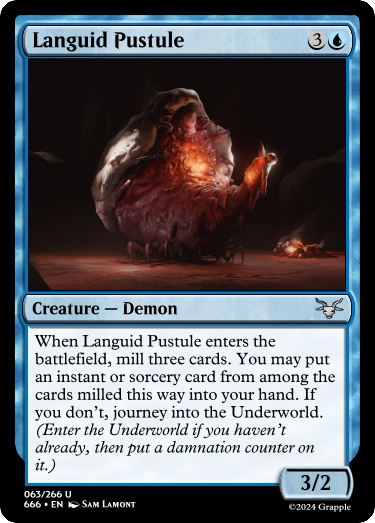 Languid Pustule 3
Creature — Demon
When Languid Pustule enters the
battlefield, mill three cards. You may put
an instant or sorcery card from among the
cards milled this way into your hand. If
you don't, journey into the Underworld.
(Enter the Underworld if you haven't
already, then put a damnation counter on
it.)
3/2
063/266 U
666 • EN Sam Lamont
©2024 Grapple